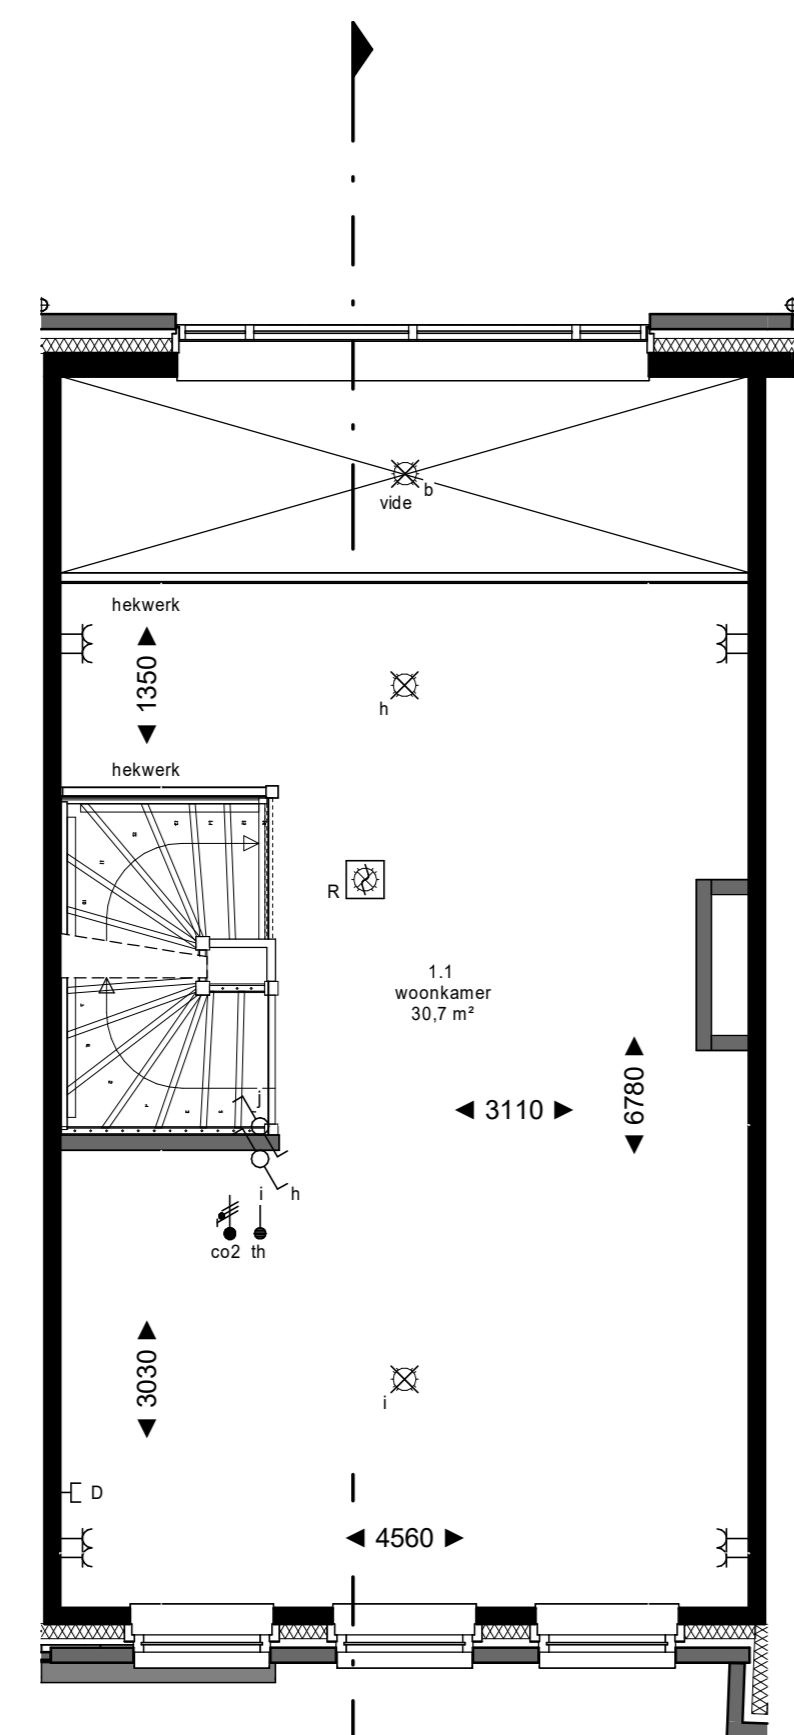 b
vide
hekwerk
1350
h
hekwerk
R
1.1
woonkamer
30,7 m²
6780
3110
j
i
h
co2
th
3030
i
D
4560